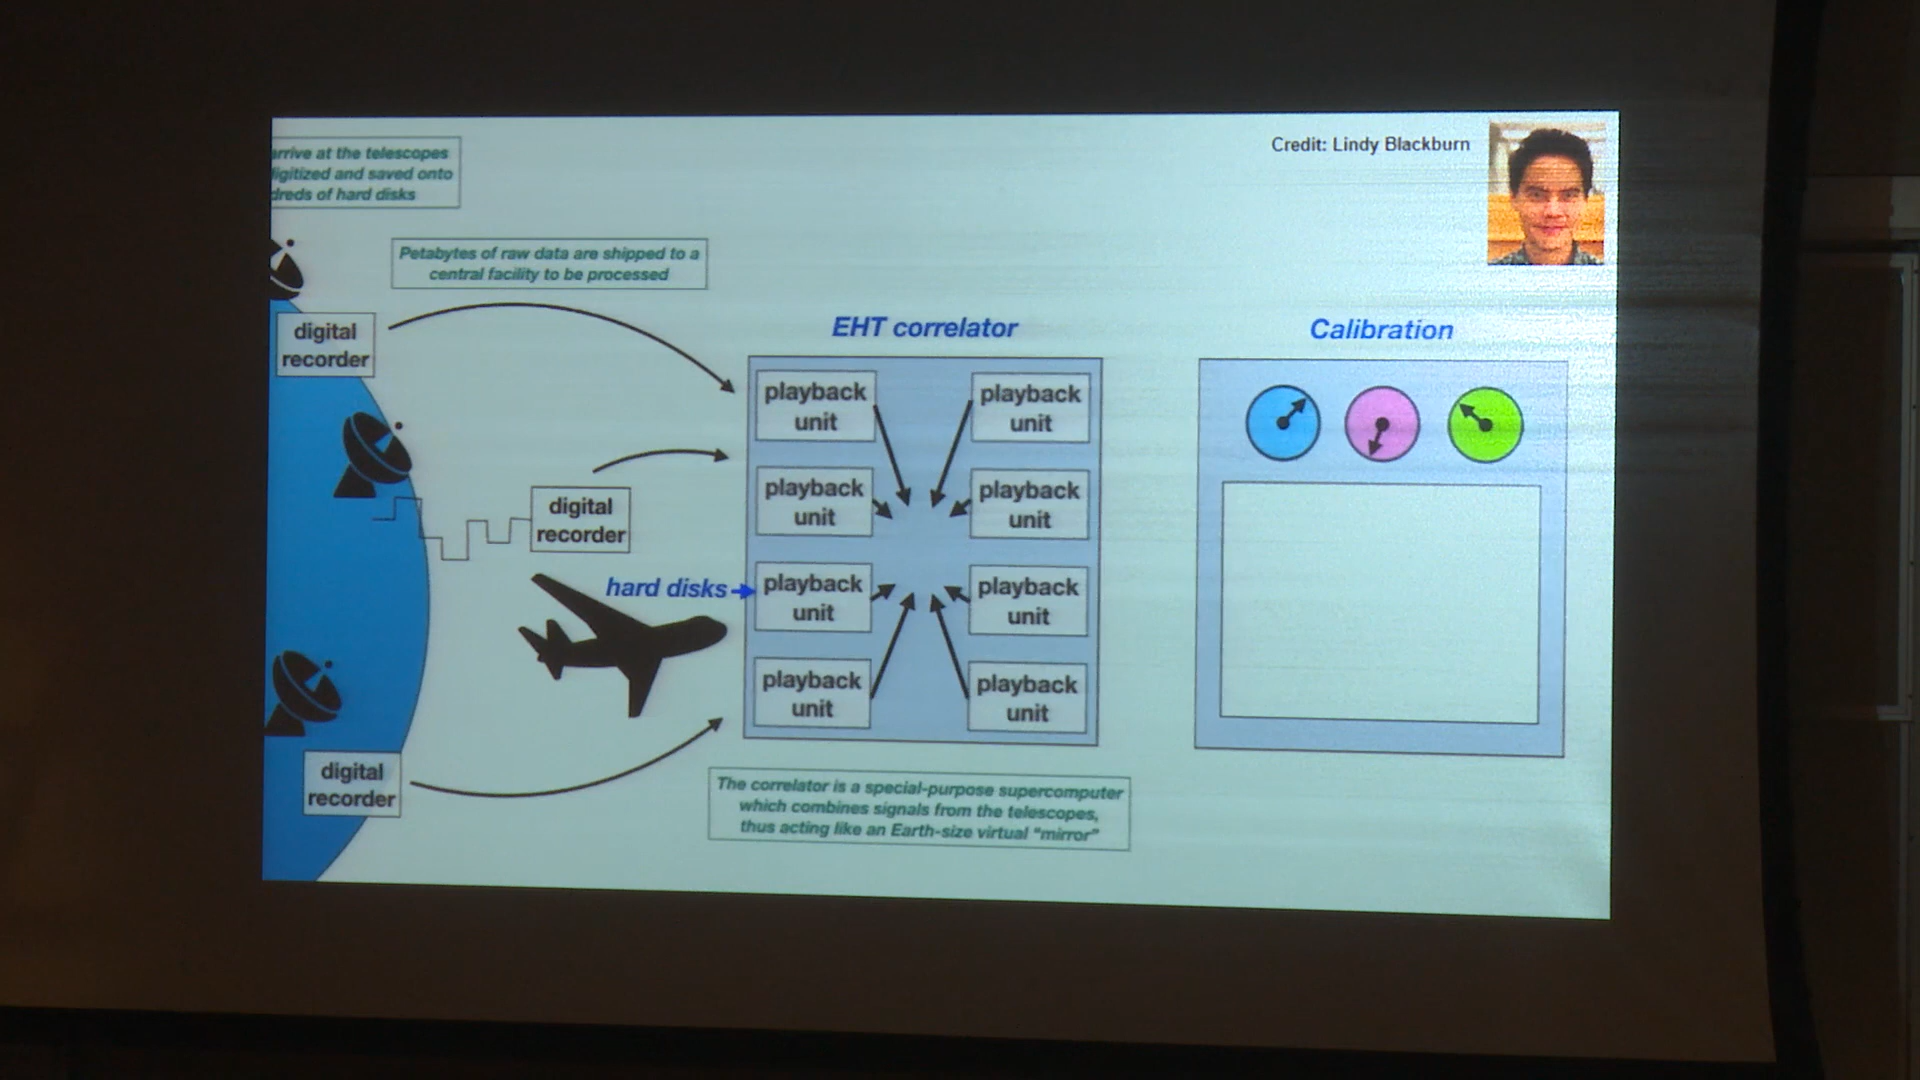 arrive at the telescopes
digitized and saved onto
hard disks
Credit: Lindy Blackburn
Petabytes of raw data are shipped to a
central facility to be processed
digital
recorder
EHT correlator
Calibration
playback
unit
playback
unit
playback
unit
playback
unit
digital
recorder
hard disks
playback
unit
playback
unit
playback
unit
playback
unit
digital
recorder
The correlator is a special-purpose supercomputer
which combines signals from the telescopes,
thus acting like an Earth-size virtual "mirror"